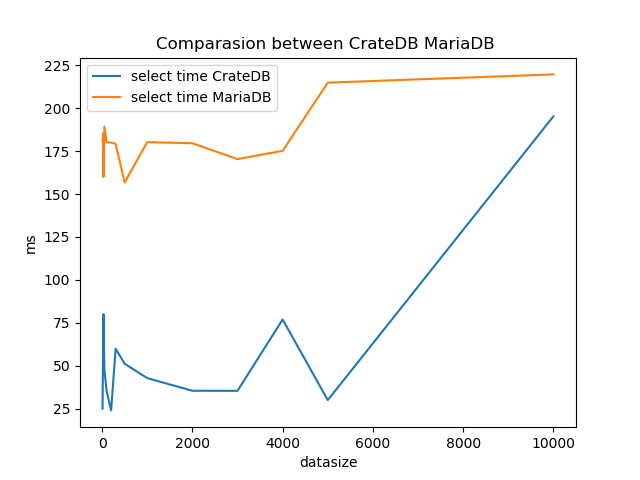 Comparasion between CrateDB MariaDB
select time CrateDB
select time MariaDB
225
200
175
150
125
100
75
50
25
ms
0 2000 4000 6000 8000 10000
datasize